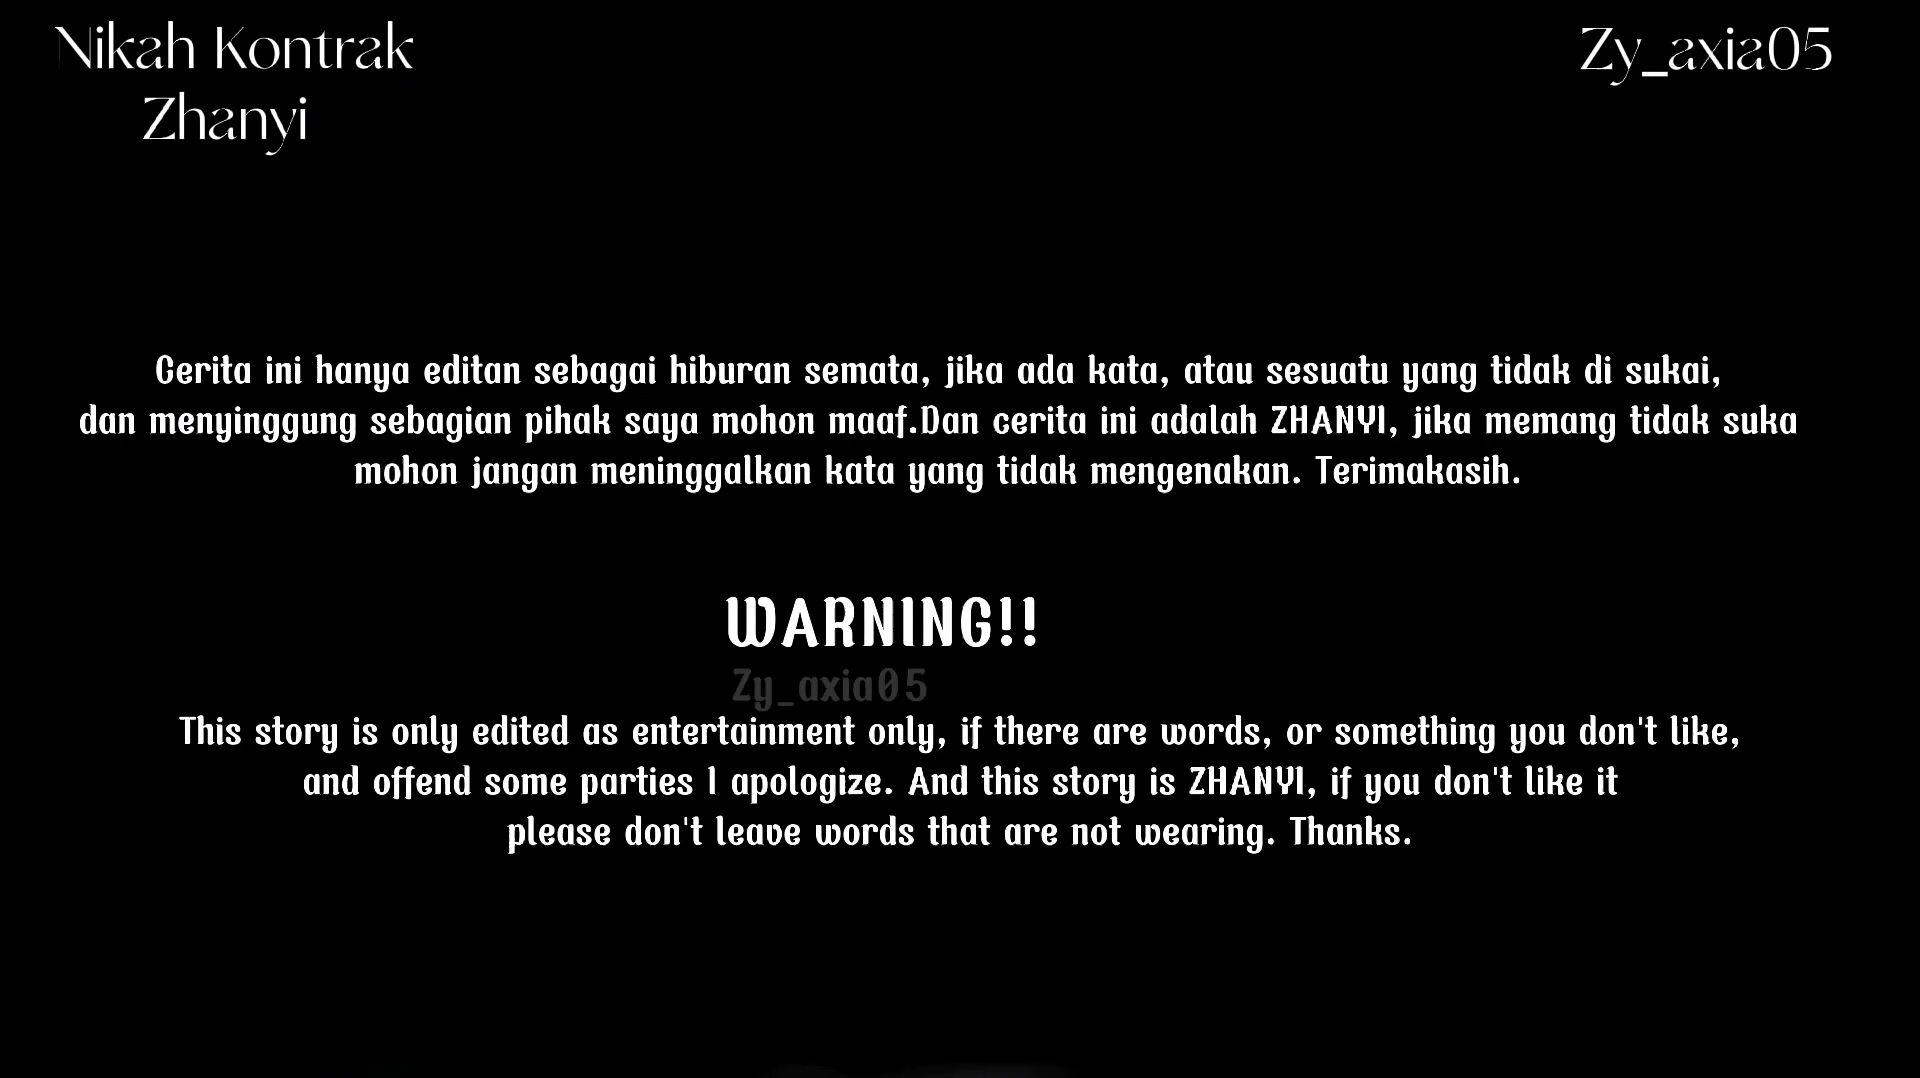 Nikah Kontrak
Zhanyi
Zy_axia05
Cerita ini hanya editan sebagai hiburan semata, jika ada kata, atau sesuatu yang tidak di sukai,
dan menyinggung sebagian pihak saya mohon maaf.Dan cerita ini adalah ZHANYI, jika memang tidak suka
mohon jangan meninggalkan kata yang tidak mengenakan. Terimakasih.
WARNING!!
Zy_axia05
This story is only edited as entertainment only, if there are words, or something you don't like,
and offend some parties I apologize. And this story is ZHANYI, if you don't like it
please don't leave words that are not wearing. Thanks.